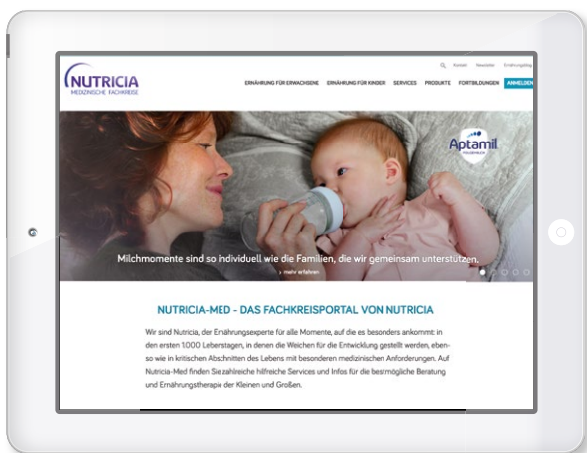 Kontakt Newsletter Ernährungsblog
NUTRICIA
MEDIZINISCHE FACHKREISE
ERNÄHRUNG FÜR ERWACHSENE ERNÄHRUNG FÜR KINDER SERVICES PRODUKTE FORTBILDUNGEN ANMELDEN
Aptamil
FOLGEMILCH
Milchmomente sind so individuell wie die Familien, die wir gemeinsam unterstützen.
> mehr erfahren
NUTRICIA-MED - DAS FACHKREISPORTAL VON NUTRICIA
Wir sind Nutricia, der Ernährungsexperte für alle Momente, auf die es besonders ankommt: in
den ersten 1.000 Lebenstagen, in denen die Weichen für die Entwicklung gestellt werden, eben-
so wie in kritischen Abschnitten des Lebens mit besonderen medizinischen Anforderungen. Auf
Nutricia-Med finden Sie zahlreiche hilfreiche Services und Infos für die bestmögliche Beratung
und Ernährungstherapie der Kleinen und Großen.